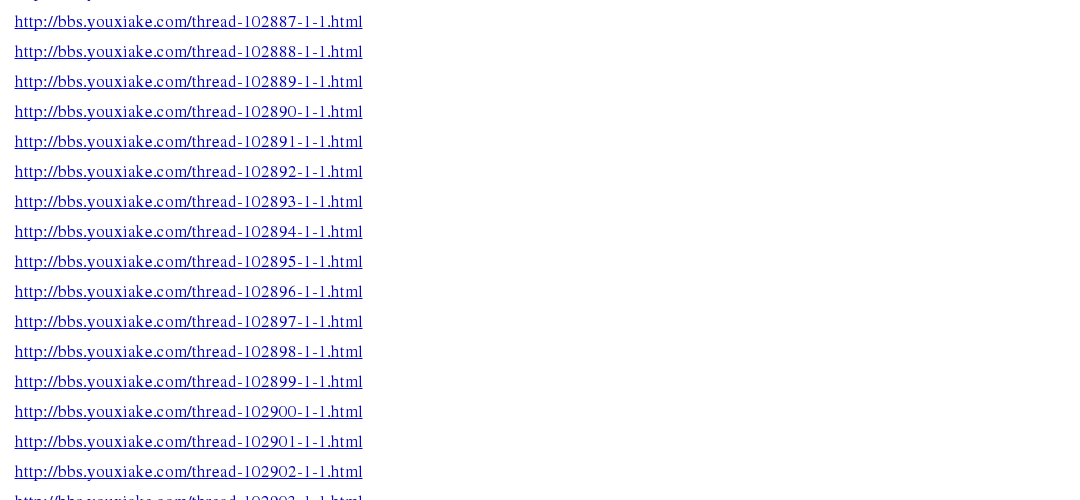 http://bbs.youxiake.com/thread-102887-1-1.html
http://bbs.youxiake.com/thread-102888-1-1.html
http://bbs.youxiake.com/thread-102889-1-1.html
http://bbs.youxiake.com/thread-102890-1-1.html
http://bbs.youxiake.com/thread-102891-1-1.html
http://bbs.youxiake.com/thread-102892-1-1.html
http://bbs.youxiake.com/thread-102893-1-1.html
http://bbs.youxiake.com/thread-102894-1-1.html
http://bbs.youxiake.com/thread-102895-1-1.html
http://bbs.youxiake.com/thread-102896-1-1.html
http://bbs.youxiake.com/thread-102897-1-1.html
http://bbs.youxiake.com/thread-102898-1-1.html
http://bbs.youxiake.com/thread-102899-1-1.html
http://bbs.youxiake.com/thread-102900-1-1.html
http://bbs.youxiake.com/thread-102901-1-1.html
http://bbs.youxiake.com/thread-102902-1-1.html